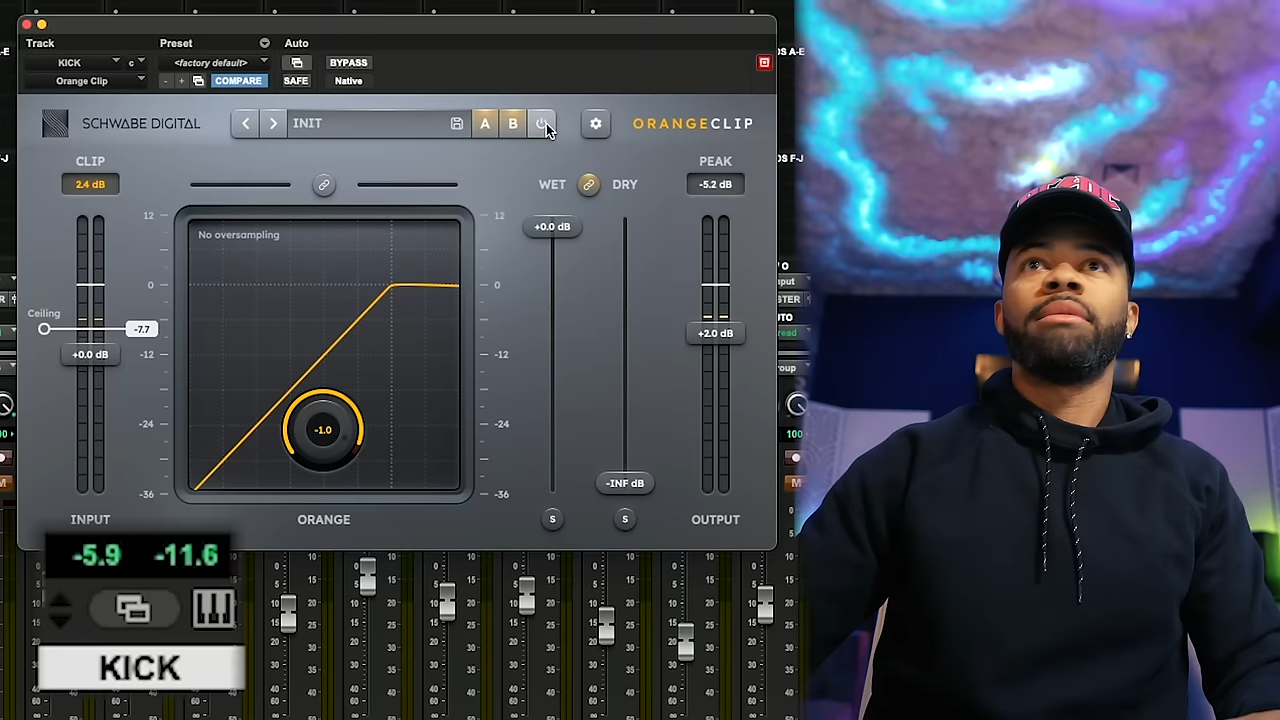 Track
Preset
Auto
KICK
c
<factory default>
BYPASS
Orange Clip
- +
COMPARE
SAFE
Native
SCHWABE DIGITAL
INIT
A
B
ORANGECLIP
CLIP
2.4 dB
WET
DRY
PEAK
-5.2 dB
12
12
+0.0 dB
No oversampling
0
0
Ceiling
-7.7
+2.0 dB
+0.0 dB
-12
-12
-24
-24
-1.0
-36
-36
-INF dB
INPUT
ORANGE
S
S
OUTPUT
-5.9 -11.6
KICK